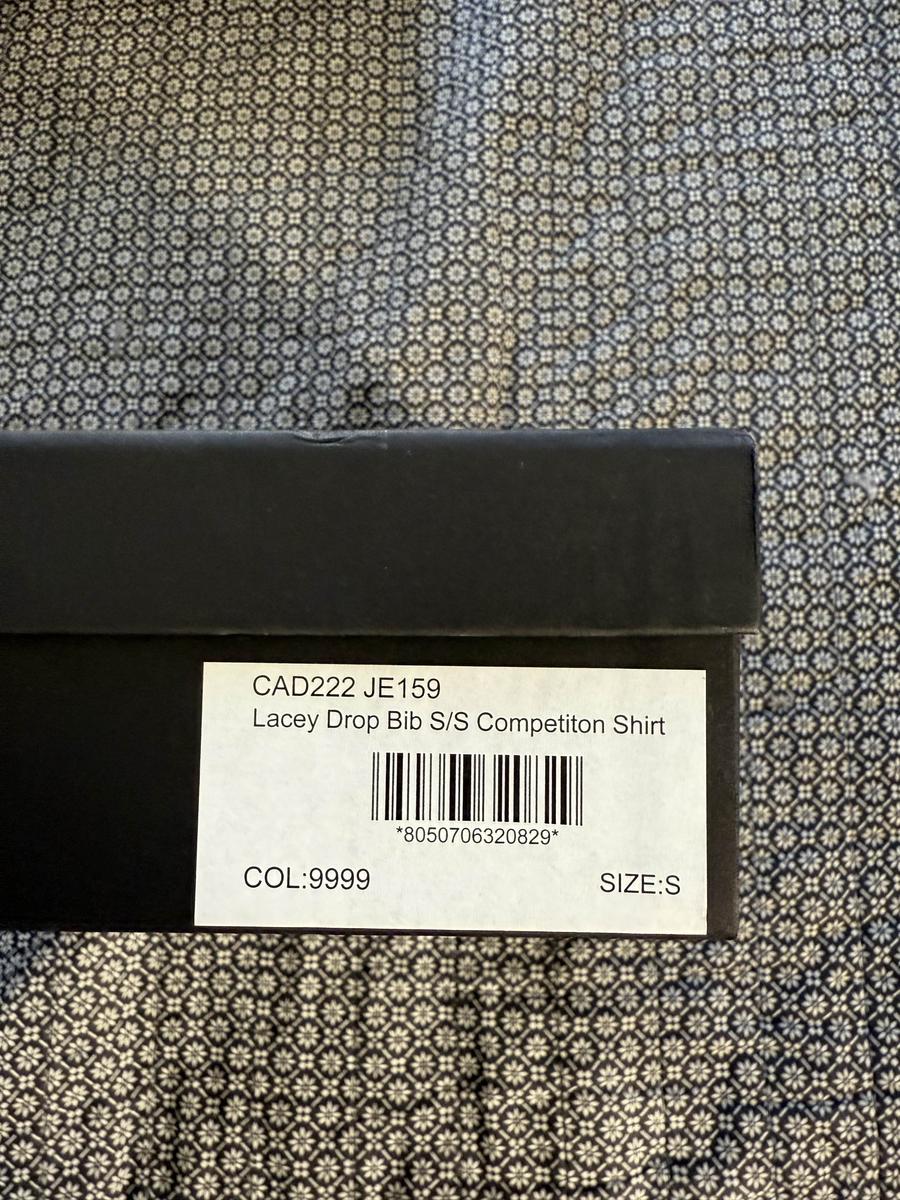 CAD222 JE159
Lacey Drop Bib S/S Competiton Shirt
*8050706320829*
COL:9999
SIZE:S